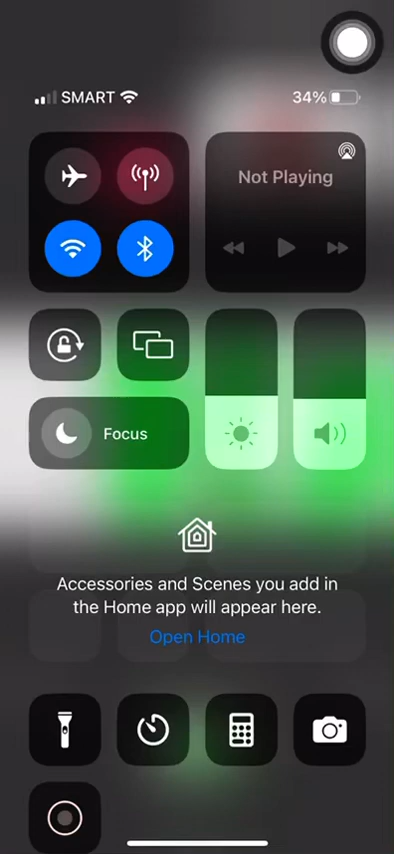 SMART
34%
Not Playing
Focus
Accessories and Scenes you add in
the Home app will appear here.
Open Home